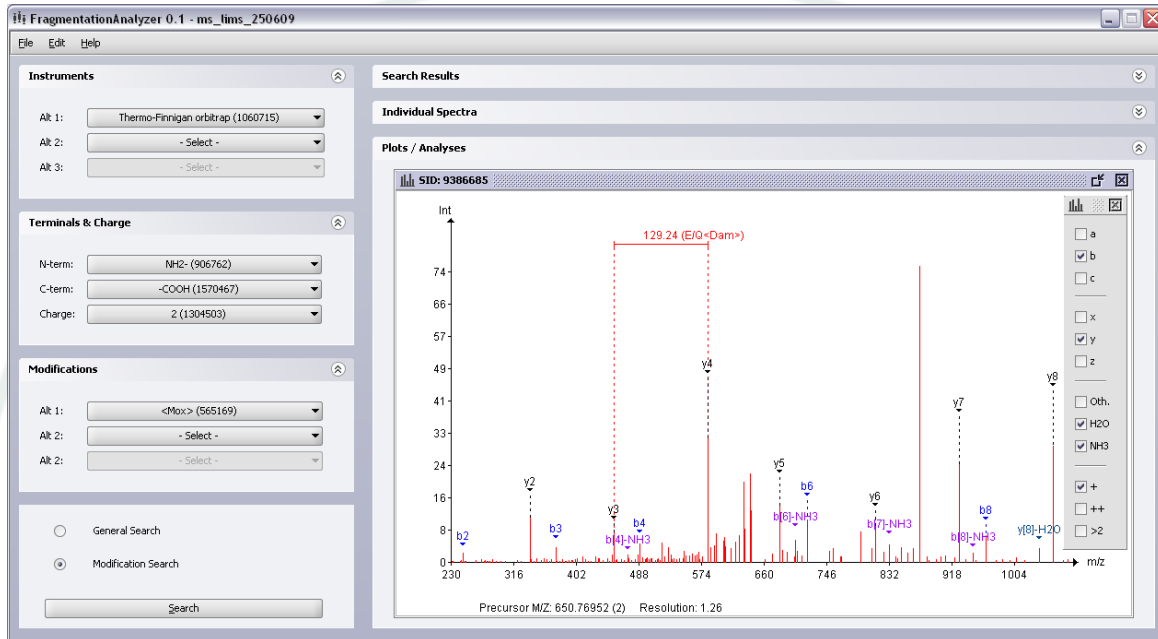 FragmentationAnalyzer 0.1 - ms_lims_250609
File Edit Help
Instruments
Alt 1: Thermo-Finnigan orbitrap (1060715)
Alt 2: - Select -
Alt 3: - Select -
Terminals & Charge
N-term: NH2- (906762)
C-term: -COOH (1570467)
Charge: 2 (1304503)
Modifications
Alt 1: <Mox> (565169)
Alt 2: - Select -
Alt 2: - Select -
General Search
Modification Search
Search
Search Results
Individual Spectra
Plots / Analyses
SID: 9386685
Int
129.24 (E/Q<Dam>)
74
66
57
49
41
33
24
16
8
0
y4
y8
y7
y5
y2
b6
y6
y3
b[6]-NH3
b8
b2
b3
b4
b[4]-NH3
b[7]-NH3
b[8]-NH3
y[8]-H2O
230 316 402 488 574 660 746 832 918 1004 m/z
Precursor M/Z: 650.76952 (2) Resolution: 1.26
a
b
c
x
y
z
Oth.
H2O
NH3
+
++
>2